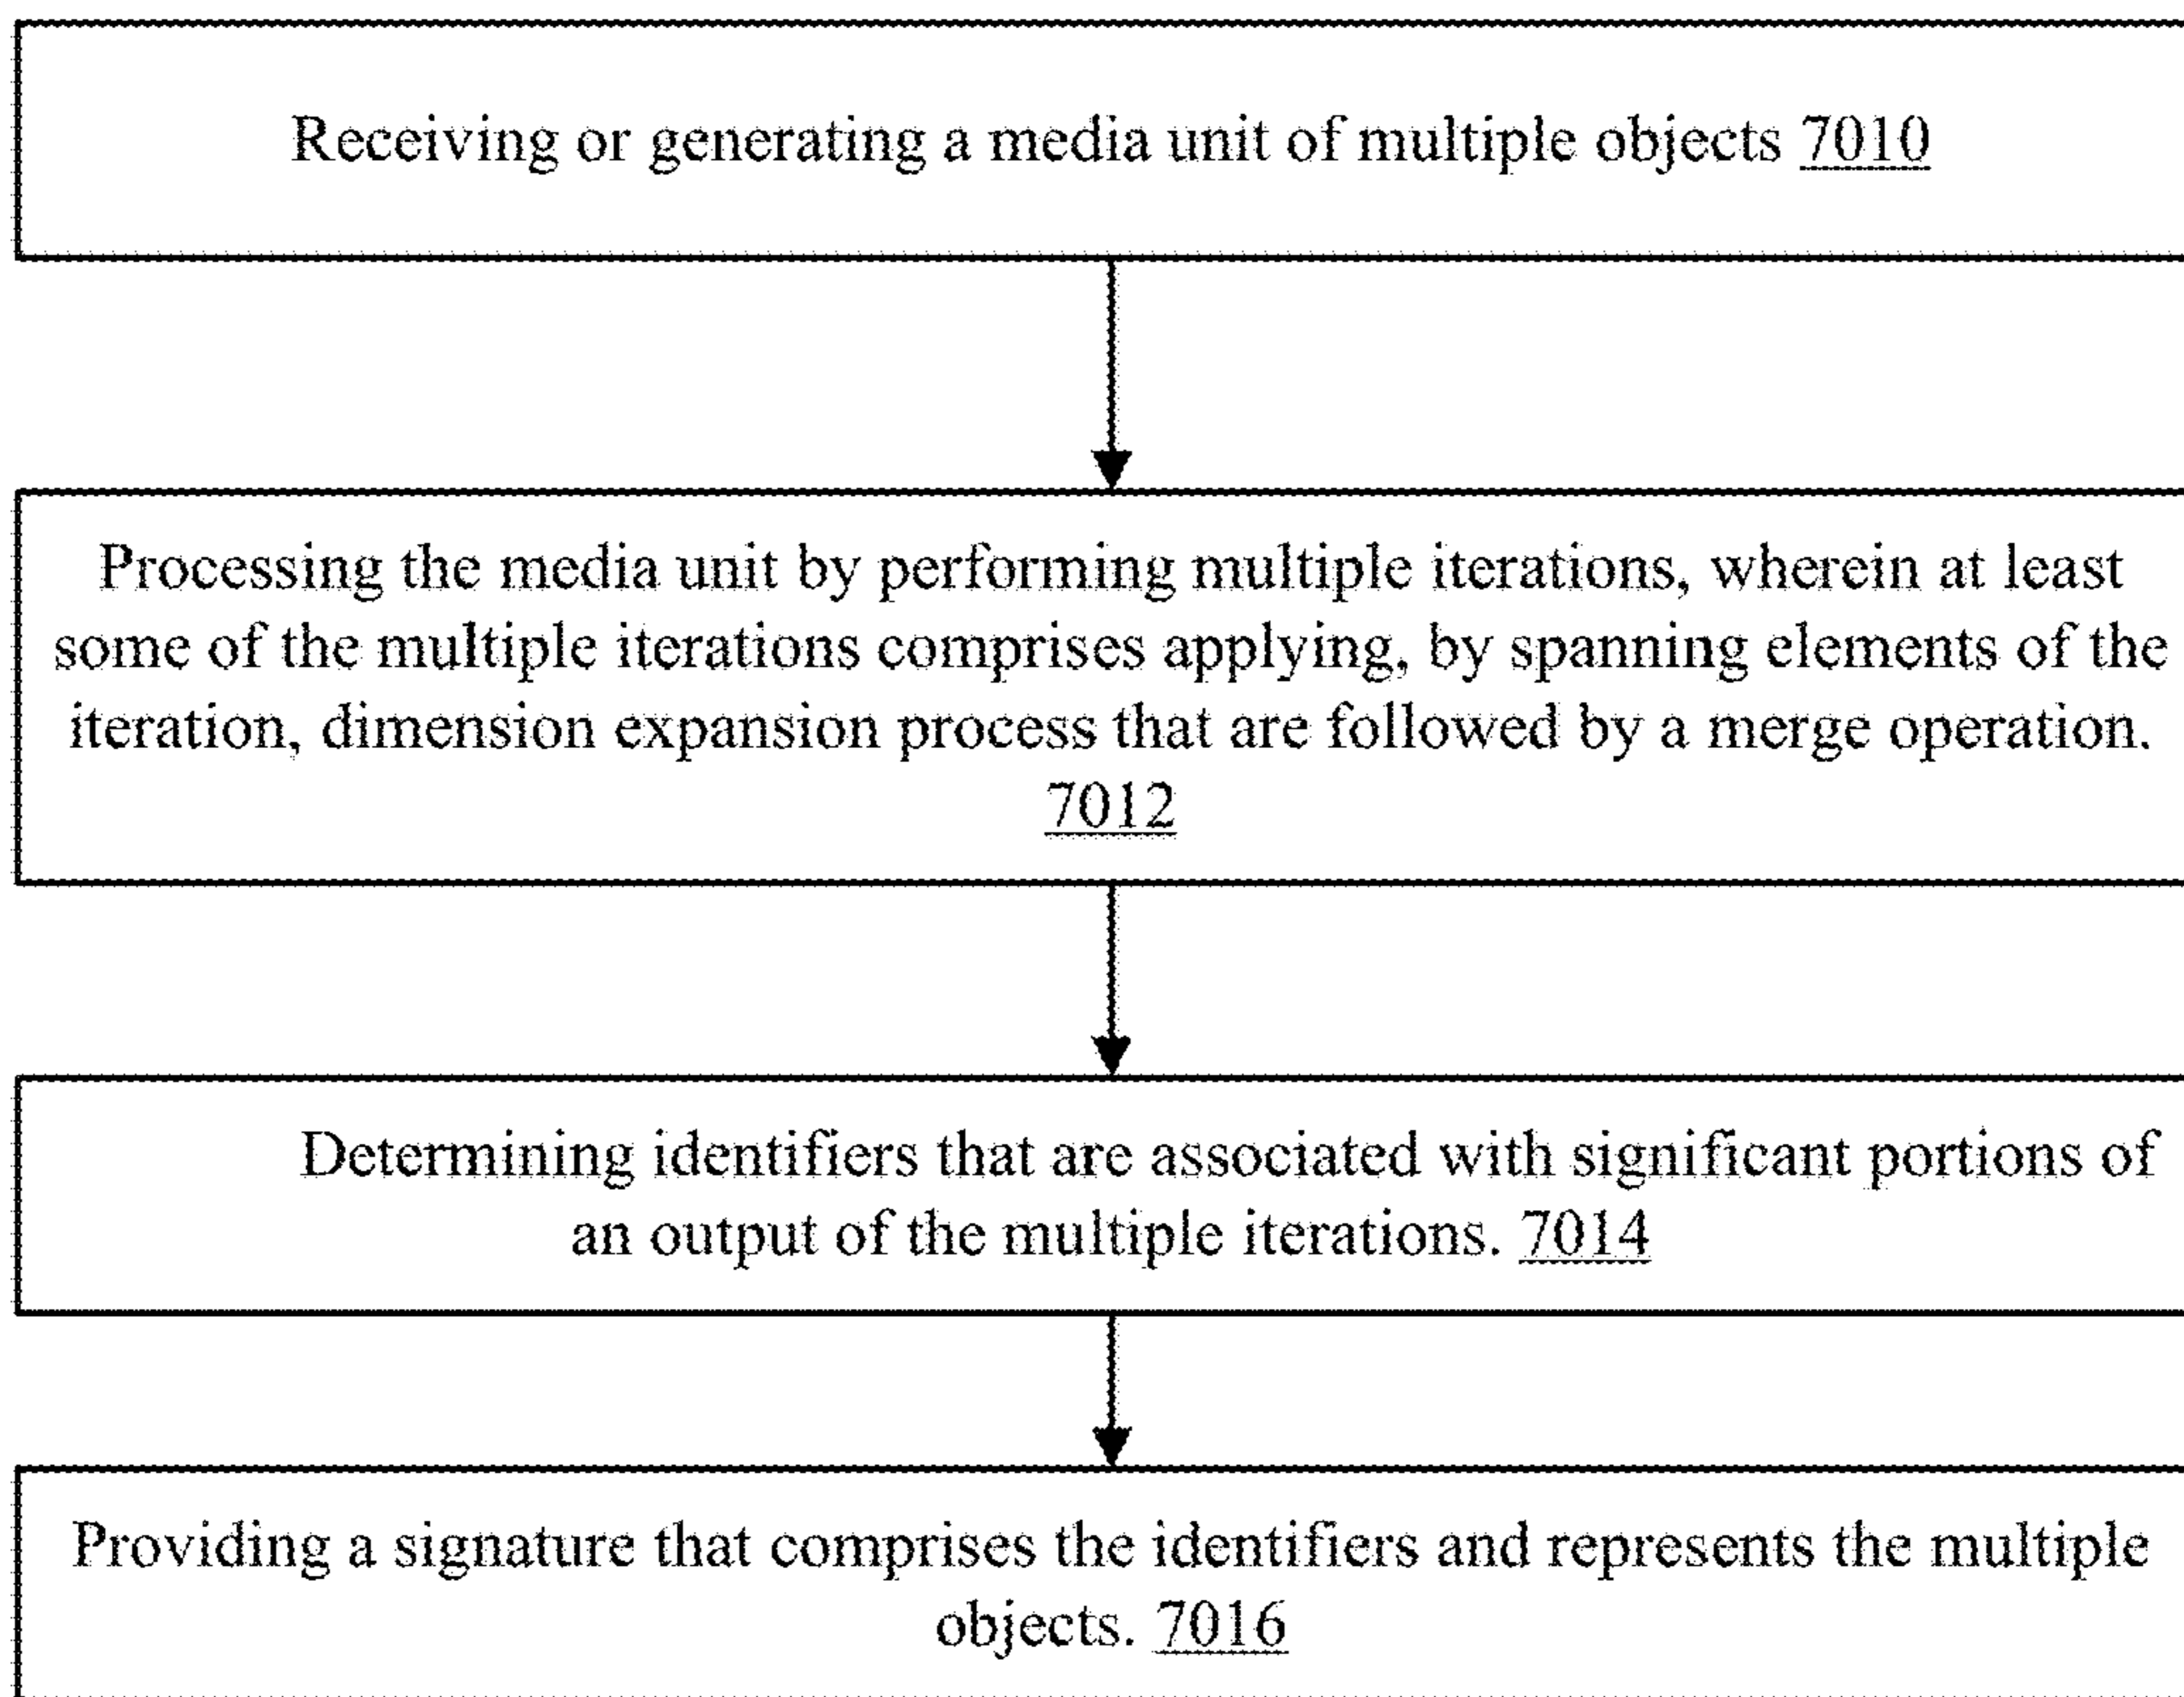 Receiving or generating a media unit of multiple objects 7010
Processing the media unit by performing multiple iterations, wherein at least
some of the multiple iterations comprises applying, by spanning elements of the
iteration, dimension expansion process that are followed by a merge operation.
7012
Determining identifiers that are associated with significant portions of
an output of the multiple iterations. 7014
Providing a signature that comprises the identifiers and represents the multiple
objects. 7016